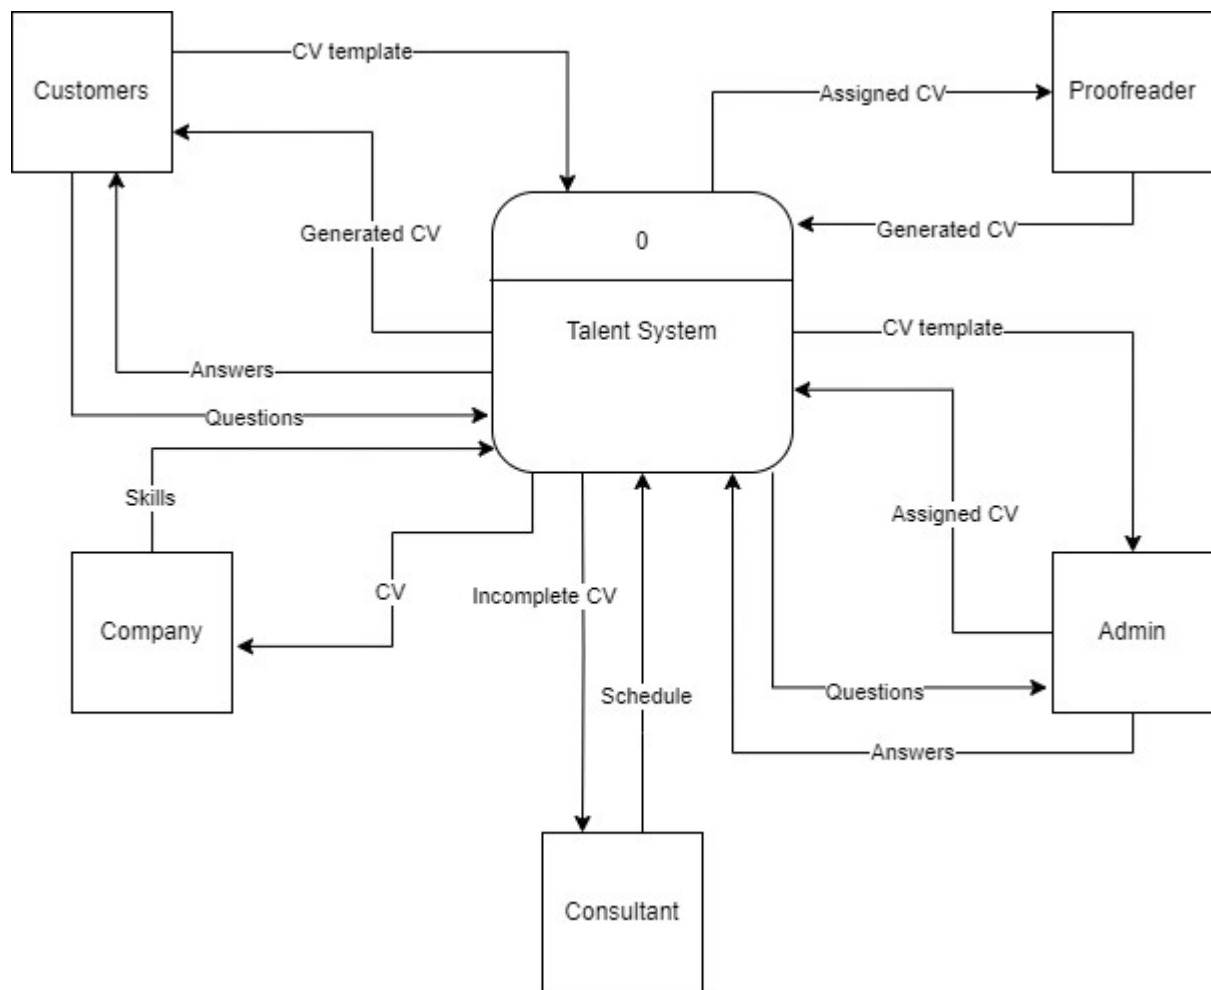 CV template
Customers
Assigned CV
Proofreader
Generated CV
Generated CV
0
Talent System
CV template
Answers
Questions
Skills
Assigned CV
CV
Incomplete CV
Company
Admin
Schedule
Questions
Answers
Consultant